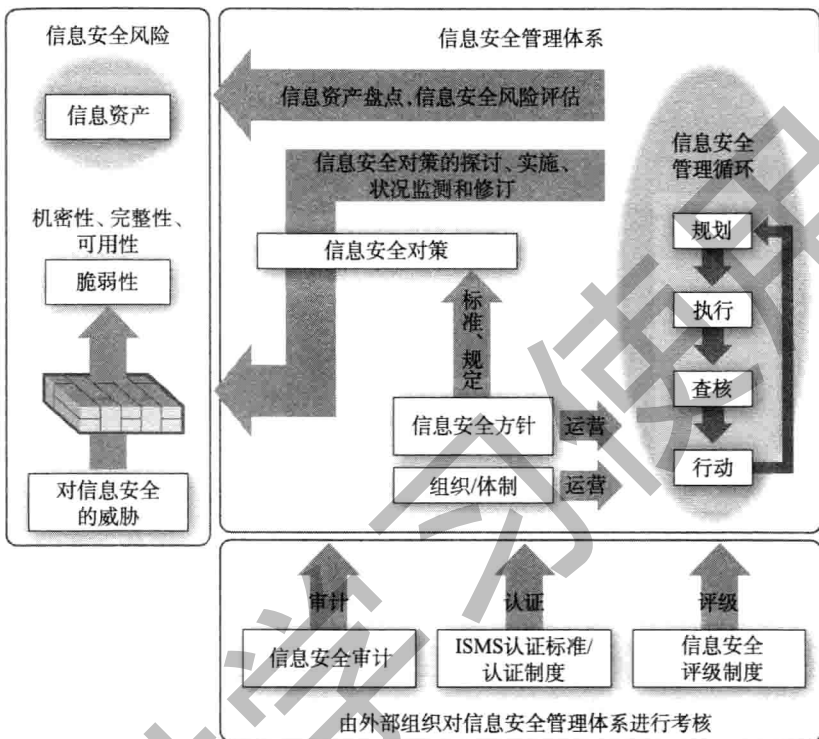 信息安全风险
信息资产
机密性、完整性、
可用性
脆弱性
对信息安全
的威胁
信息安全管理体系
信息资产盘点、信息安全风险评估
信息安全对策的探讨、实施、
状况监测和修订
信息安全对策
标准、规定
信息安全方针
运营
组织/体制
运营
信息安全
管理循环
规划
执行
查核
行动
审计
认证
评级
信息安全审计
ISMS认证标准/
认证制度
信息安全
评级制度
由外部组织对信息安全管理体系进行考核
学习使用